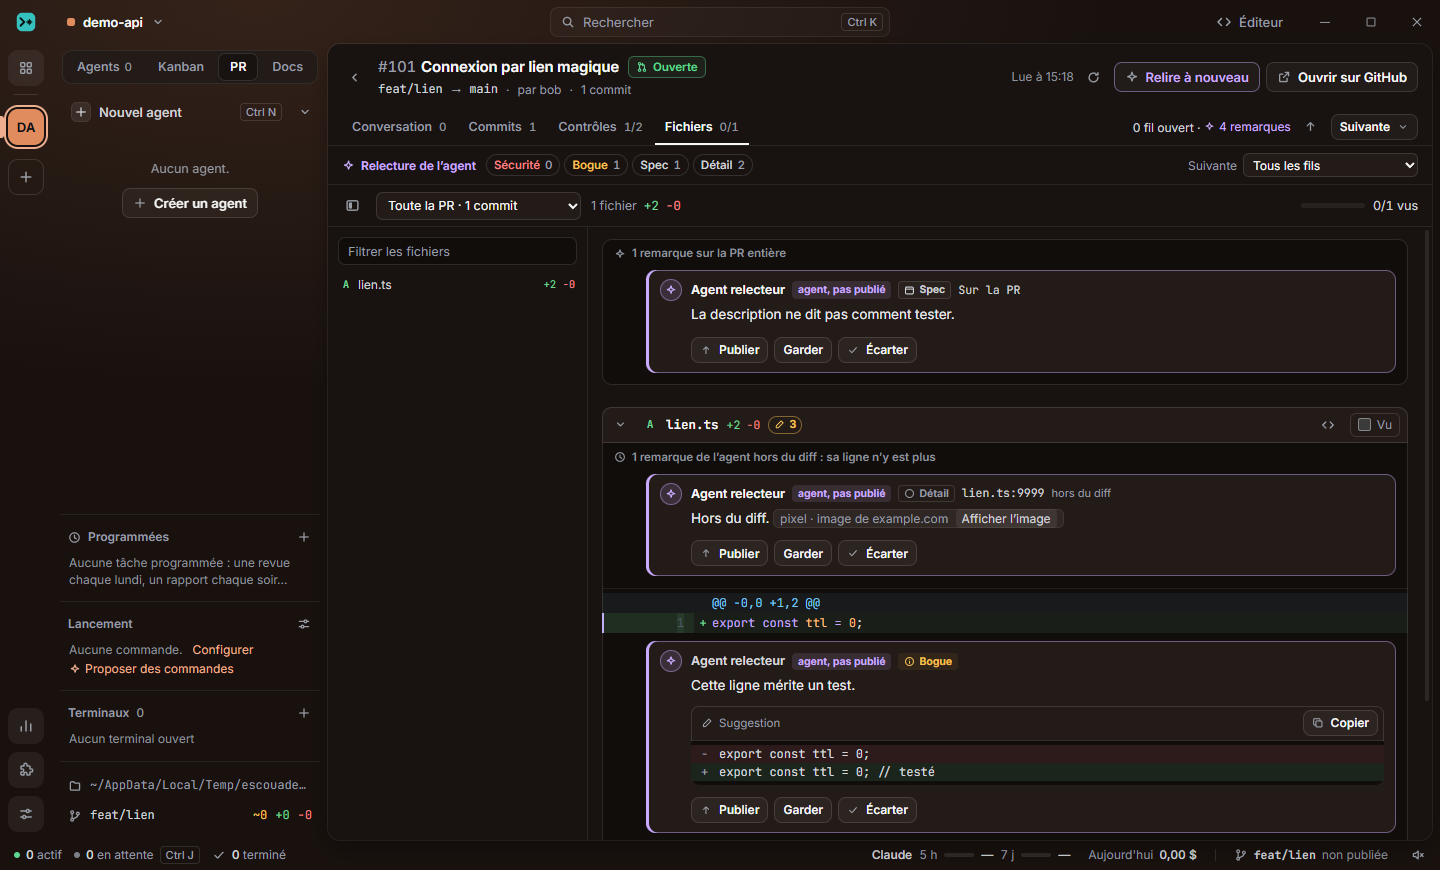 demo-api
Rechercher
Ctrl K
Éditeur
Agents 0
Kanban
PR
Docs
DA
Nouvel agent
Ctrl N
Aucun agent.
Créer un agent
Programmées
Aucune tâche programmée : une revue
chaque lundi, un rapport chaque soir...
Lancement
Aucune commande. Configurer
Proposer des commandes
Terminaux 0
Aucun terminal ouvert
~/AppData/Local/Temp/escouade…
feat/lien ~0 +0 -0
#101 Connexion par lien magique Ouverte
feat/lien → main · par bob · 1 commit
Lue à 15:18
Relire à nouveau
Ouvrir sur GitHub
Conversation 0
Commits 1
Contrôles 1/2
Fichiers 0/1
0 fil ouvert · 4 remarques
Suivante
Relecture de l’agent
Sécurité 0
Bogue 1
Spec 1
Détail 2
Suivante
Tous les fils
Toute la PR · 1 commit
1 fichier +2 -0
0/1 vus
Filtrer les fichiers
A lien.ts +2 -0
1 remarque sur la PR entière
Agent relecteur agent, pas publié Spec Sur la PR
La description ne dit pas comment tester.
Publier Garder Écarter
A lien.ts +2 -0 3
Vu
1 remarque de l’agent hors du diff : sa ligne n’y est plus
Agent relecteur agent, pas publié Détail lien.ts:9999 hors du diff
Hors du diff. pixel · image de example.com Afficher l’image
Publier Garder Écarter
@@ -0,0 +1,2 @@
1 + export const ttl = 0;
Agent relecteur agent, pas publié Bogue
Cette ligne mérite un test.
Suggestion
Copier
- export const ttl = 0;
+ export const ttl = 0; // testé
Publier Garder Écarter
0 actif
0 en attente Ctrl J
0 terminé
Claude 5 h — 7 j —
Aujourd'hui 0,00 $
feat/lien non publiée